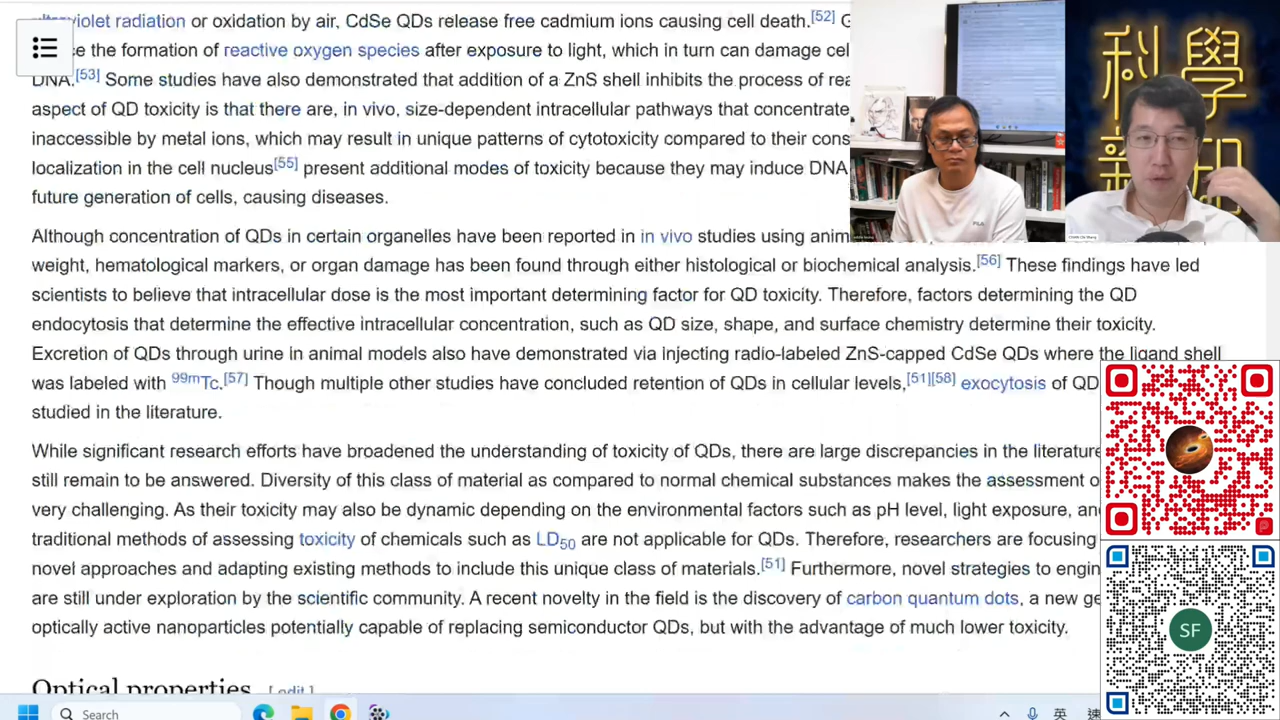 ultraviolet radiation or oxidation by air, CdSe QDs release free cadmium ions causing cell death.[52] G
the formation of reactive oxygen species after exposure to light, which in turn can damage cel
DNA.[53] Some studies have also demonstrated that addition of a ZnS shell inhibits the process of rea
aspect of QD toxicity is that there are, in vivo, size-dependent intracellular pathways that concentrate
inaccessible by metal ions, which may result in unique patterns of cytotoxicity compared to their cons
localization in the cell nucleus[55] present additional modes of toxicity because they may induce DNA
future generation of cells, causing diseases.
Although concentration of QDs in certain organelles have been reported in in vivo studies using anim
weight, hematological markers, or organ damage has been found through either histological or biochemical analysis.[56] These findings have led
scientists to believe that intracellular dose is the most important determining factor for QD toxicity. Therefore, factors determining the QD
endocytosis that determine the effective intracellular concentration, such as QD size, shape, and surface chemistry determine their toxicity.
Excretion of QDs through urine in animal models also have demonstrated via injecting radio-labeled ZnS-capped CdSe QDs where the ligand shell
was labeled with 99mTc.[57] Though multiple other studies have concluded retention of QDs in cellular levels,[51][58] exocytosis of QD
studied in the literature.
While significant research efforts have broadened the understanding of toxicity of QDs, there are large discrepancies in the literature
still remain to be answered. Diversity of this class of material as compared to normal chemical substances makes the assessment o
very challenging. As their toxicity may also be dynamic depending on the environmental factors such as pH level, light exposure, an
traditional methods of assessing toxicity of chemicals such as LD50 are not applicable for QDs. Therefore, researchers are focusing
novel approaches and adapting existing methods to include this unique class of materials.[51] Furthermore, novel strategies to engin
are still under exploration by the scientific community. A recent novelty in the field is the discovery of carbon quantum dots, a new ge
optically active nanoparticles potentially capable of replacing semiconductor QDs, but with the advantage of much lower toxicity.
Optical properties [edit]
科學
新知
FILA
SF
Search
英
速